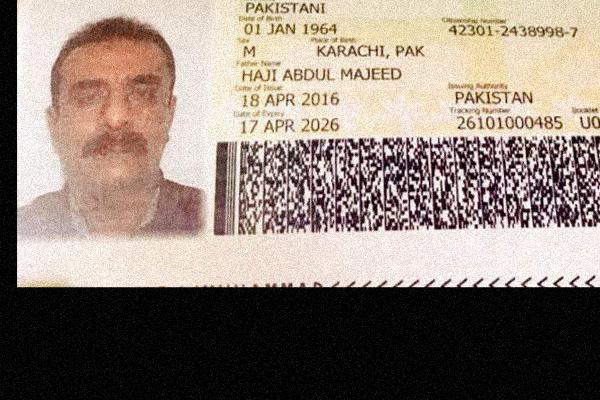 PAKISTANI
Date of Birth Citizenship Number
01 JAN 1964 42301-2438998-7
Sex Place of Birth
M KARACHI, PAK
Father Name
HAJI ABDUL MAJEED
Date of Issue Issuing Authority
18 APR 2016 PAKISTAN
Date of Expiry Tracking Number Booklet
17 APR 2026 26101000485 U0